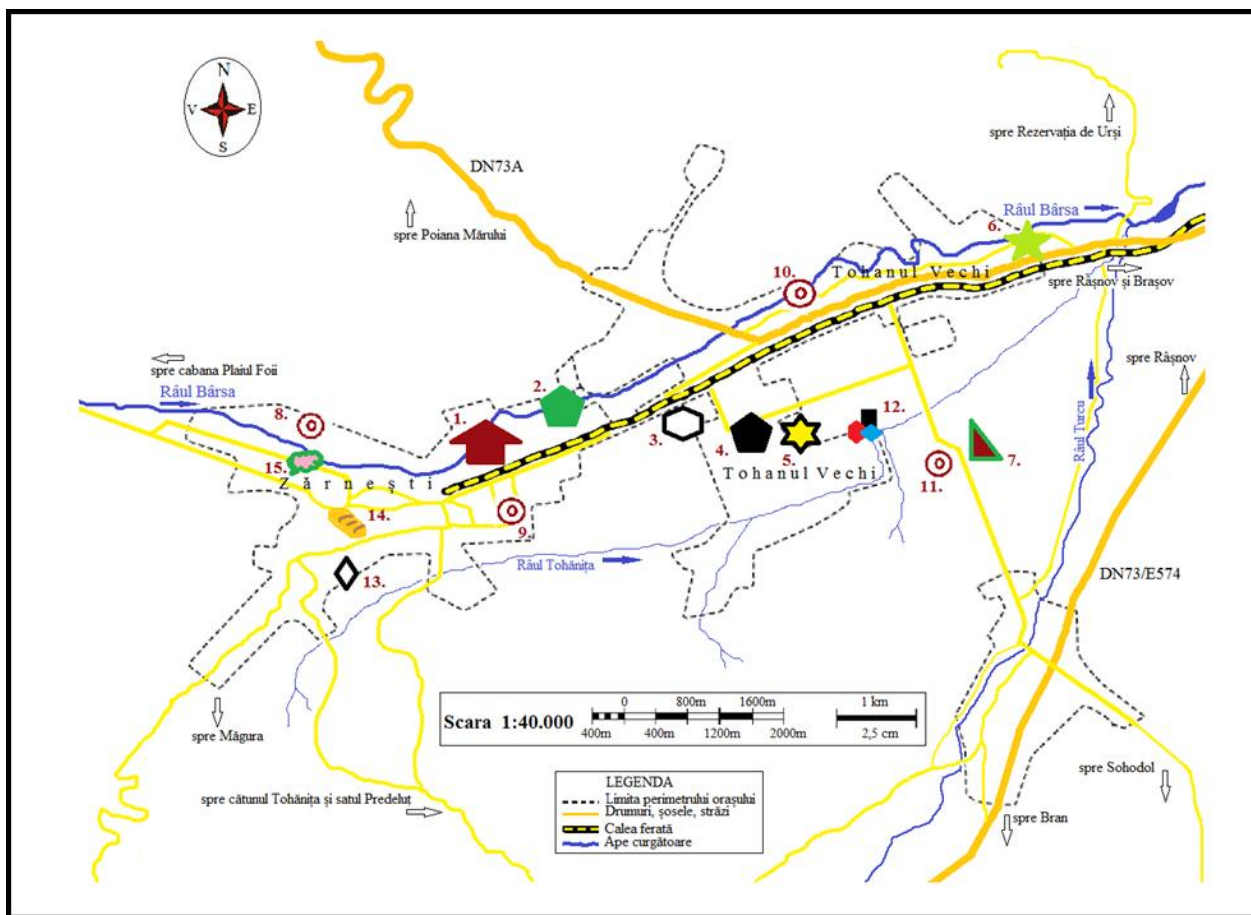 N
V E
S
DN73A
spre Rezervația de Urși
spre Poiana Mărului
Râul Bârsa
6.
10.
Tohanul Vechi
spre Râșnov și Brașov
spre cabana Plaiul Foii
Râul Bârsa
spre Râșnov
2.
8.
1.
12.
3.
4.
5.
7.
15.
Zărnești
Tohanul Vechi
11.
Râul Turcu
14.
9.
Râul Tohănița
13.
DN73/E574
Scara 1:40.000
0 800m 1600m
400m 400m 1200m 2000m
1 km
2,5 cm
spre Măgura
spre Sohodol
spre cătunul Tohănița și satul Predeluț
spre Bran
LEGENDA
Limita perimetrului orașului
Drumuri, șosele, străzi
Calea ferată
Ape curgătoare